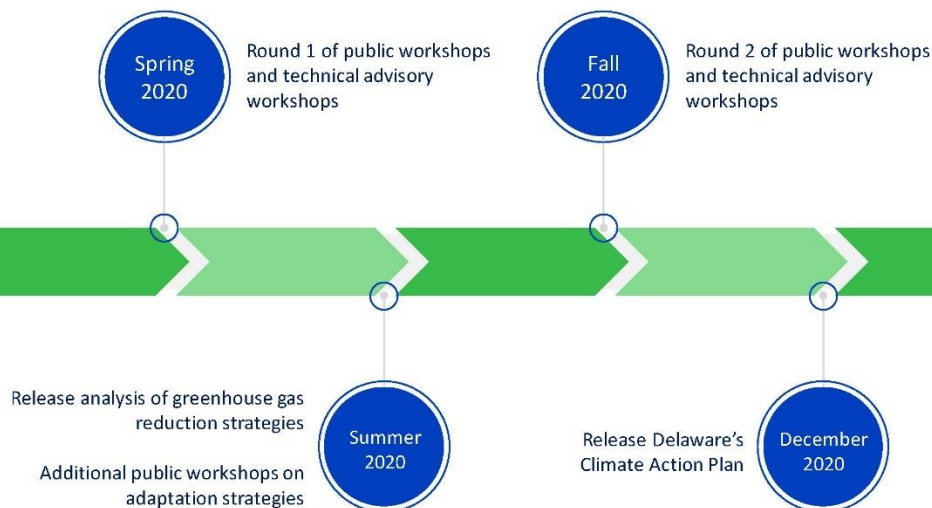 Spring
2020
Round 1 of public workshops
and technical advisory
workshops
Fall
2020
Round 2 of public workshops
and technical advisory
workshops
Release analysis of greenhouse gas
reduction strategies
Additional public workshops on
adaptation strategies
Summer
2020
Release Delaware’s
Climate Action Plan
December
2020